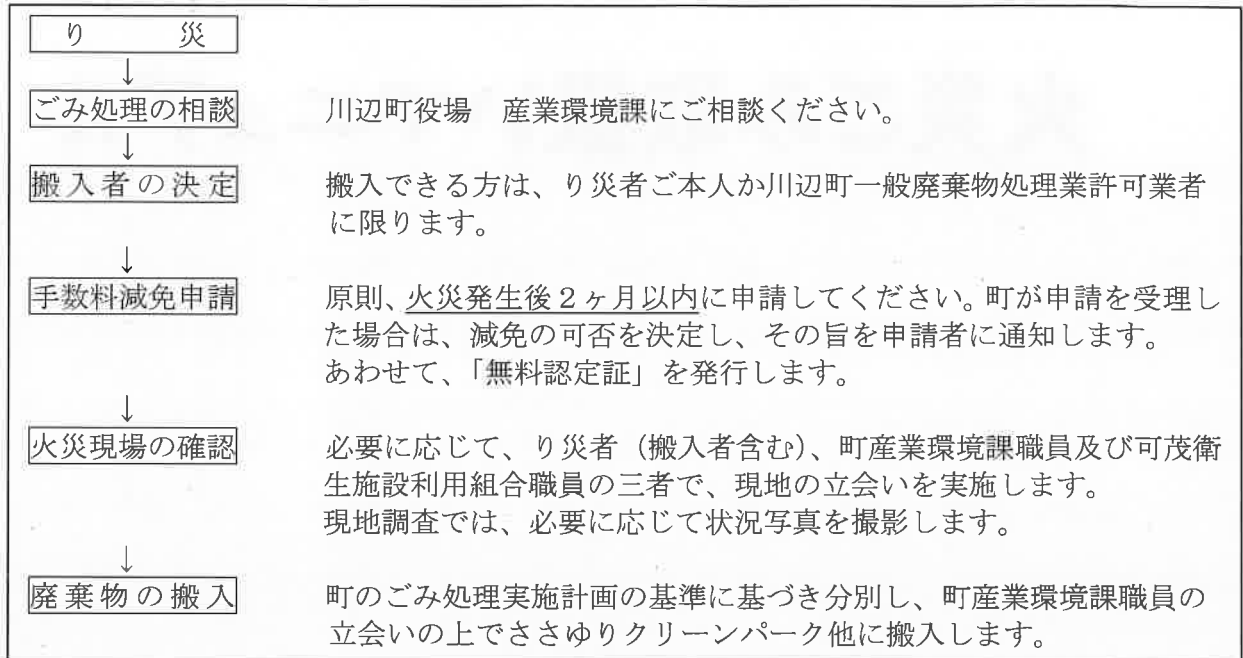 り 災
↓
ごみ処理の相談 川辺町役場 産業環境課にご相談ください。
↓
搬入者の決定 搬入できる方は、り災者ご本人か川辺町一般廃棄物処理業許可業者
に限ります。
↓
手数料減免申請 原則、火災発生後2ヶ月以内に申請してください。町が申請を受理し
た場合は、減免の可否を決定し、その旨を申請者に通知します。
あわせて、「無料認定証」を発行します。
↓
火災現場の確認 必要に応じて、り災者（搬入者含む）、町産業環境課職員及び可茂衛
生施設利用組合職員の三者で、現地の立会いを実施します。
現地調査では、必要に応じて状況写真を撮影します。
↓
廃棄物の搬入 町のごみ処理実施計画の基準に基づき分別し、町産業環境課職員の
立会いの上でささゆりクリーンパーク他に搬入します。